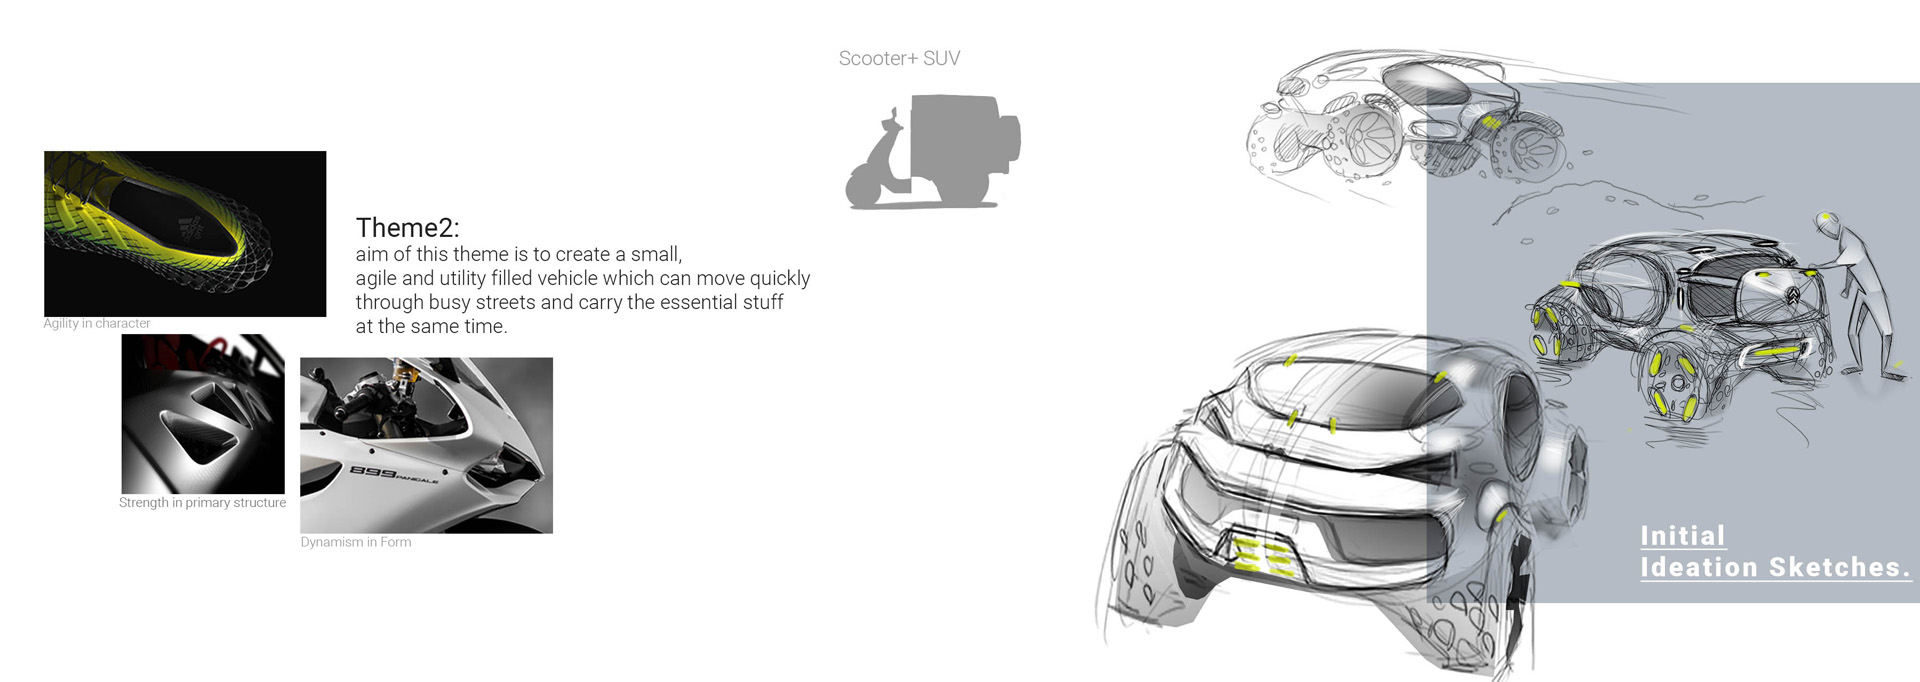 Scooter+ SUV
Theme2:
aim of this theme is to create a small,
agile and utility filled vehicle which can move quickly
through busy streets and carry the essential stuff
at the same time.
Agility in character
Strength in primary structure
899 PANIGALE
Dynamism in Form
Initial
Ideation Sketches.